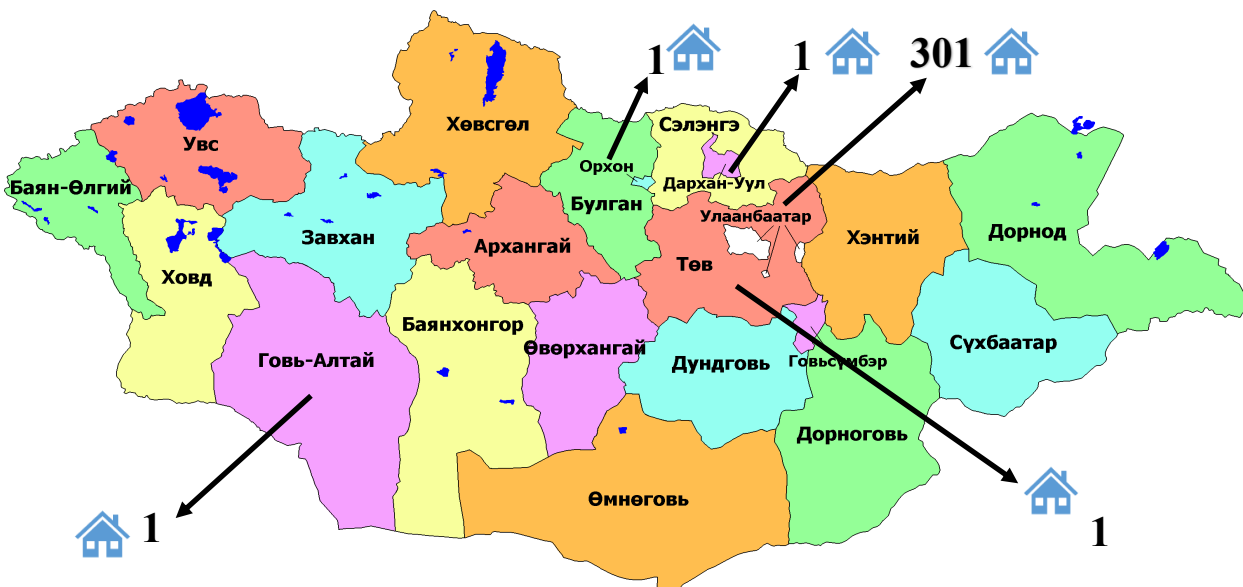 1
1
301
Хөвсгөл
Сэлэнгэ
Увс
Орхон
Баян-Өлгий
Дархан-Уул
Булган
Улаанбаатар
Завхан
Архангай
Хэнтий
Дорнод
Төв
Ховд
Баянхонгор
Өвөрхангай
Говь-Алтай
Дундговь
Говьсүмбэр
Сүхбаатар
Дорноговь
Өмнөговь
1
1